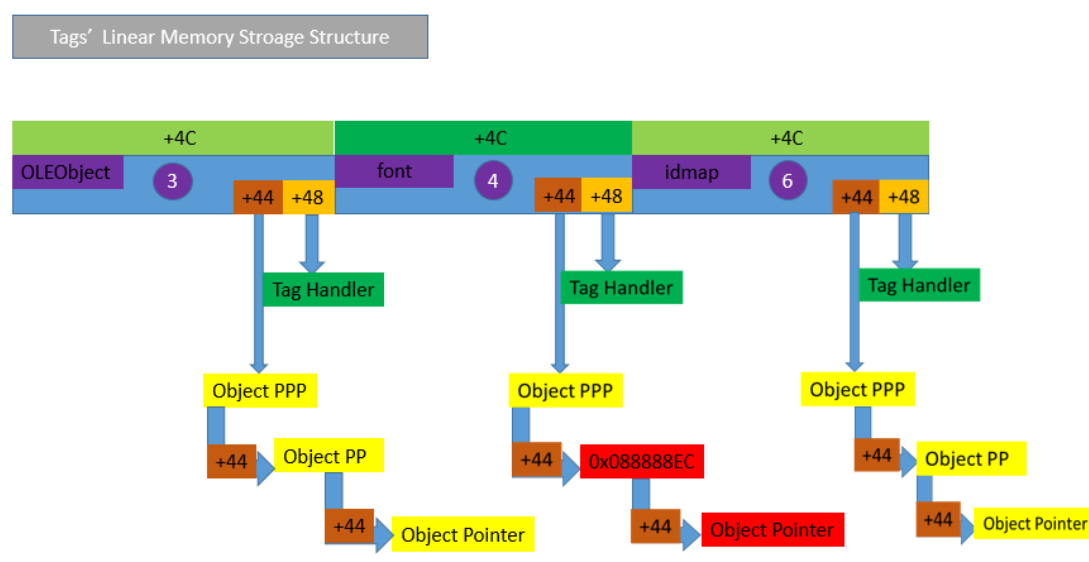 Tags’ Linear Memory Stroage Structure
+4C +4C +4C
OLEObject 3 font 4 idmap 6
+44 +48 +44 +48 +44 +48
Tag Handler Tag Handler Tag Handler
Object PPP Object PPP Object PPP
+44 Object PP +44 0x088888EC +44 Object PP
+44 Object Pointer +44 Object Pointer +44 Object Pointer